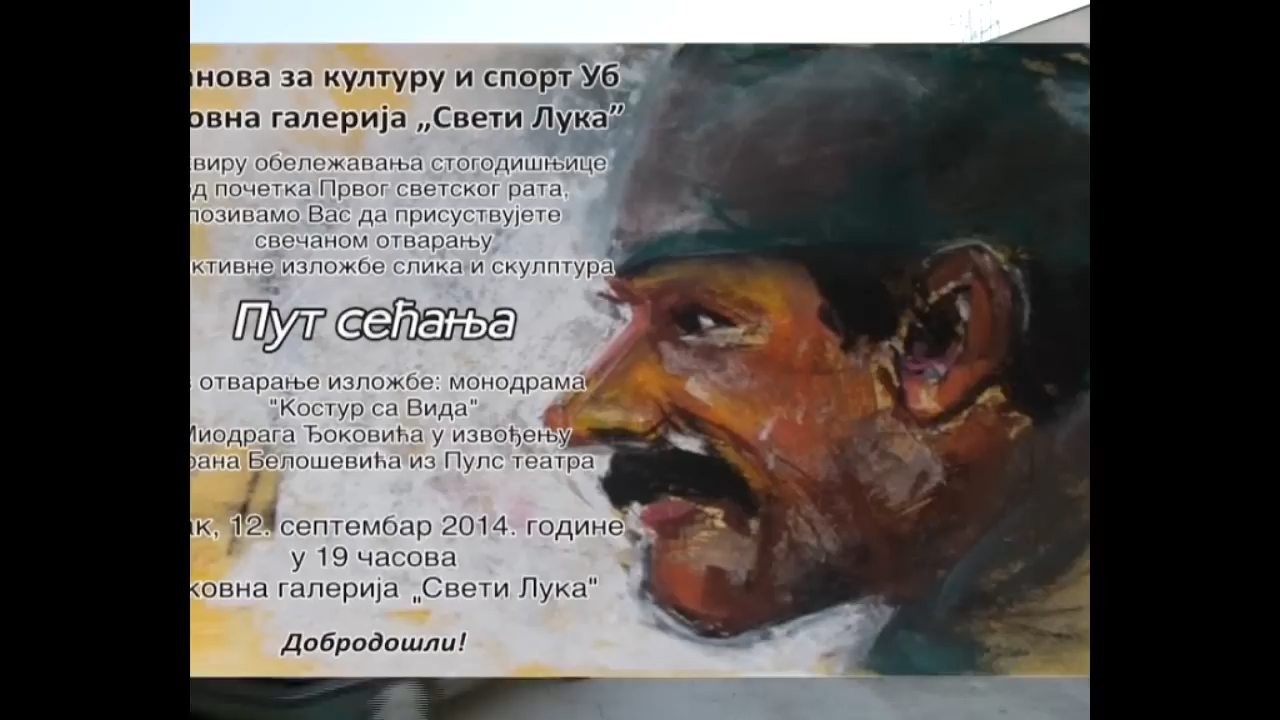 анова за културу и спорт Уб
овна галерија „Свети Лука”
виру обележавања стогодишњице
д почетка Првог светског рата,
позивамо Вас да присуствујете
свечаном отварању
ктивне изложбе слика и скулптура
Пут сећања
отварање изложбе: монодрама
"Костур са Вида"
Миодрага Ђоковића у извођењу
рана Белошевића из Пулс театра
ак, 12. септембар 2014. године
у 19 часова
ковна галерија „Свети Лука"
Добродошли!